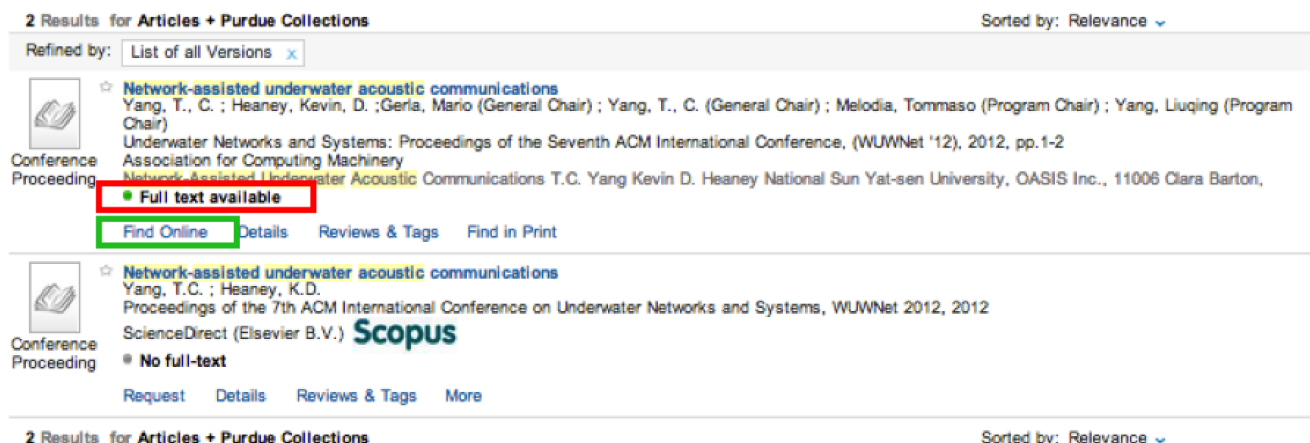 2 Results for Articles + Purdue Collections Sorted by: Relevance
Refined by: List of all Versions x
Network-assisted underwater acoustic communications
Yang, T., C. ; Heaney, Kevin, D. ;Gerla, Mario (General Chair) ; Yang, T., C. (General Chair) ; Melodia, Tommaso (Program Chair) ; Yang, Liuqing (Program
Chair)
Underwater Networks and Systems: Proceedings of the Seventh ACM International Conference, (WUWNet '12), 2012, pp.1-2
Conference Association for Computing Machinery
Proceeding Network-Assisted Underwater Acoustic Communications T.C. Yang Kevin D. Heaney National Sun Yat-sen University, OASIS Inc., 11006 Clara Barton,
Full text available
Find Online Details Reviews & Tags Find in Print
Network-assisted underwater acoustic communications
Yang, T.C. ; Heaney, K.D.
Proceedings of the 7th ACM International Conference on Underwater Networks and Systems, WUWNet 2012, 2012
ScienceDirect (Elsevier B.V.) Scopus
Conference
Proceeding No full-text
Request Details Reviews & Tags More
2 Results for Articles + Purdue Collections Sorted by: Relevance